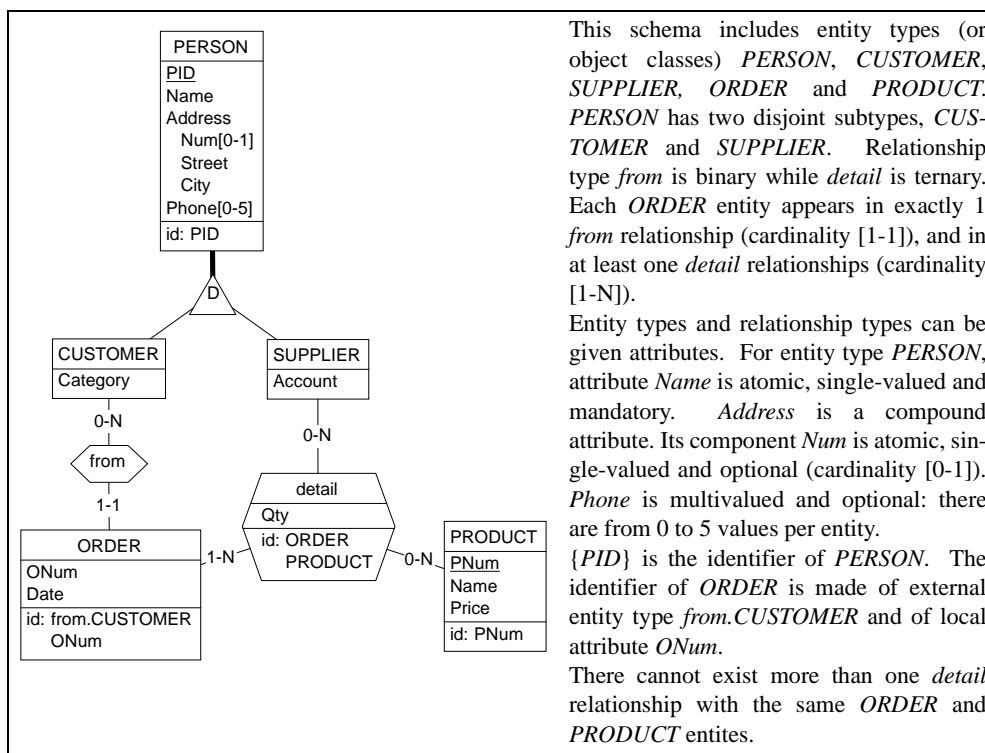 PERSON
PID
Name
Address
Num[0-1]
Street
City
Phone[0-5]
id: PID
D
CUSTOMER
Category
SUPPLIER
Account
0-N
0-N
from
1-1
detail
Qty
id: ORDER
PRODUCT
ORDER
ONum
Date
id: from.CUSTOMER
ONum
1-N
0-N
PRODUCT
PNum
Name
Price
id: PNum
This schema includes entity types (or
object classes) PERSON, CUSTOMER,
SUPPLIER, ORDER and PRODUCT.
PERSON has two disjoint subtypes, CUS-
TOMER and SUPPLIER. Relationship
type from is binary while detail is ternary.
Each ORDER entity appears in exactly 1
from relationship (cardinality [1-1]), and in
at least one detail relationships (cardinality
[1-N]).
Entity types and relationship types can be
given attributes. For entity type PERSON,
attribute Name is atomic, single-valued and
mandatory. Address is a compound
attribute. Its component Num is atomic, sin-
gle-valued and optional (cardinality [0-1]).
Phone is multivalued and optional: there
are from 0 to 5 values per entity.
{PID} is the identifier of PERSON. The
identifier of ORDER is made of external
entity type from.CUSTOMER and of local
attribute ONum.
There cannot exist more than one detail
relationship with the same ORDER and
PRODUCT entites.